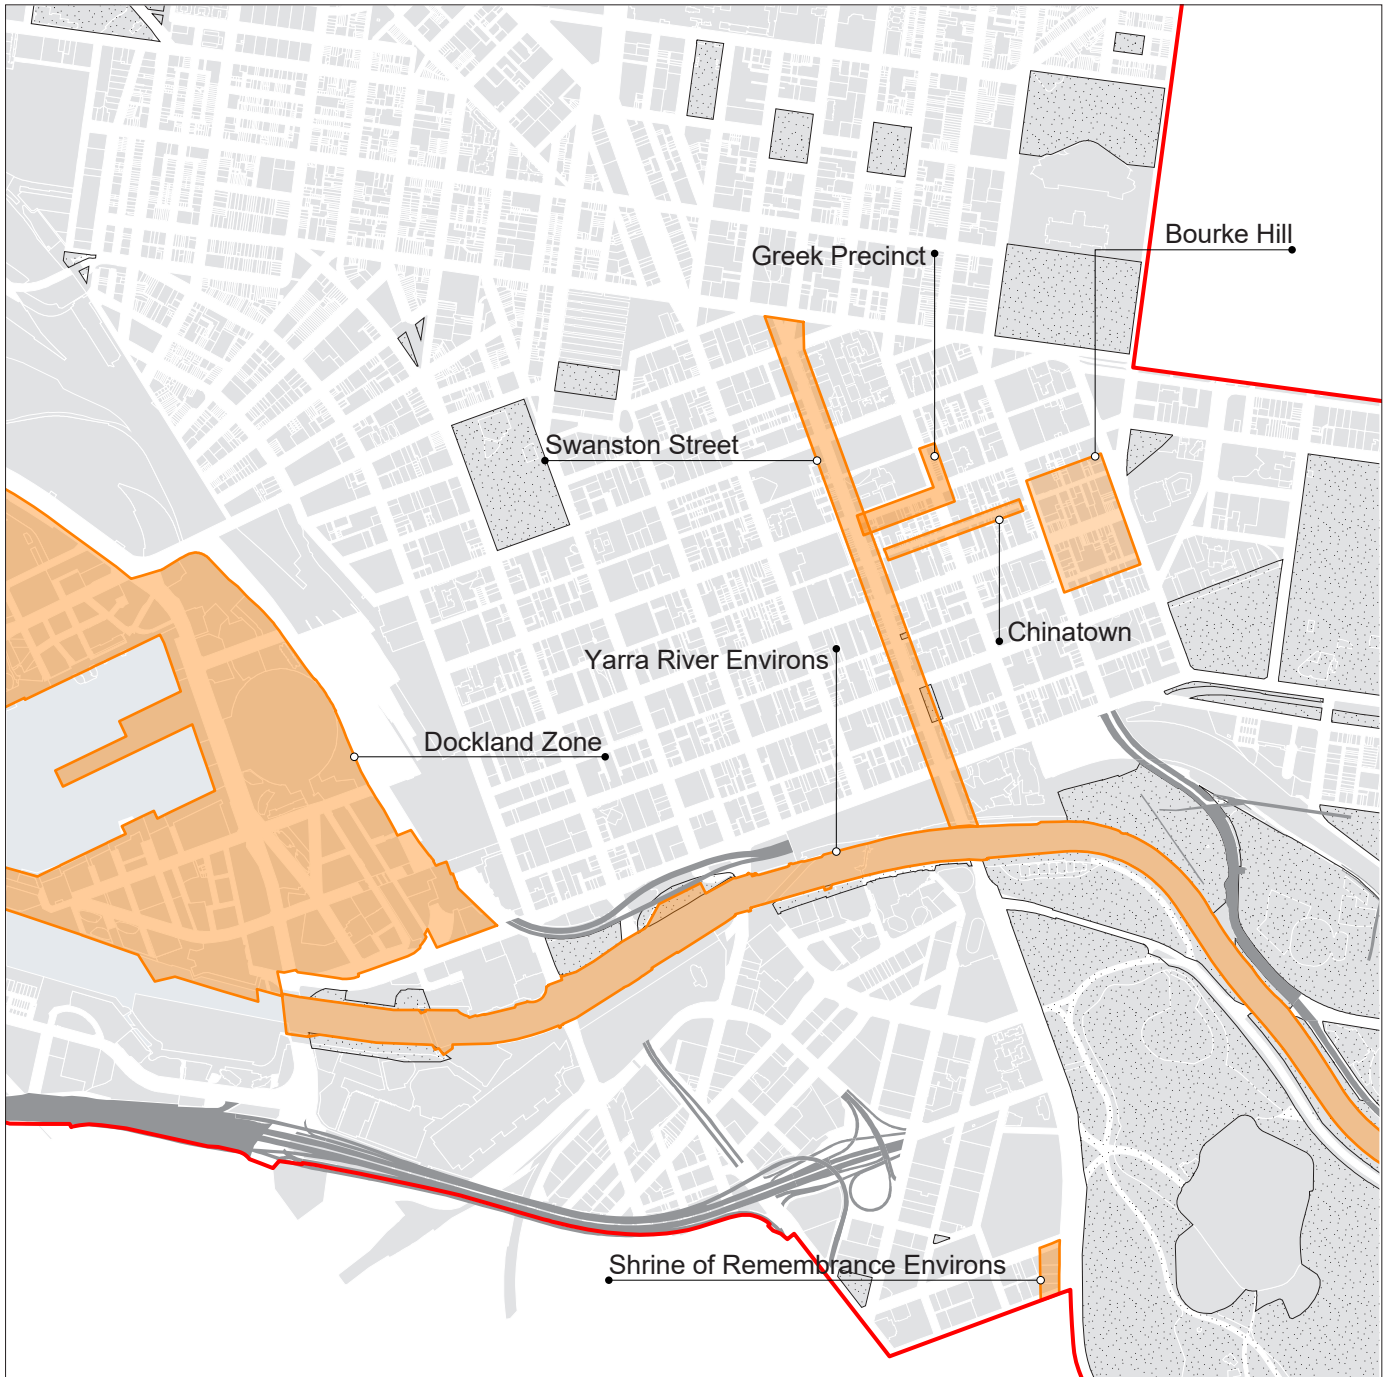 Bourke Hill
Greek Precinct
Swanston Street
Chinatown
Yarra River Environs
Dockland Zone
Shrine of Remembrance Environs